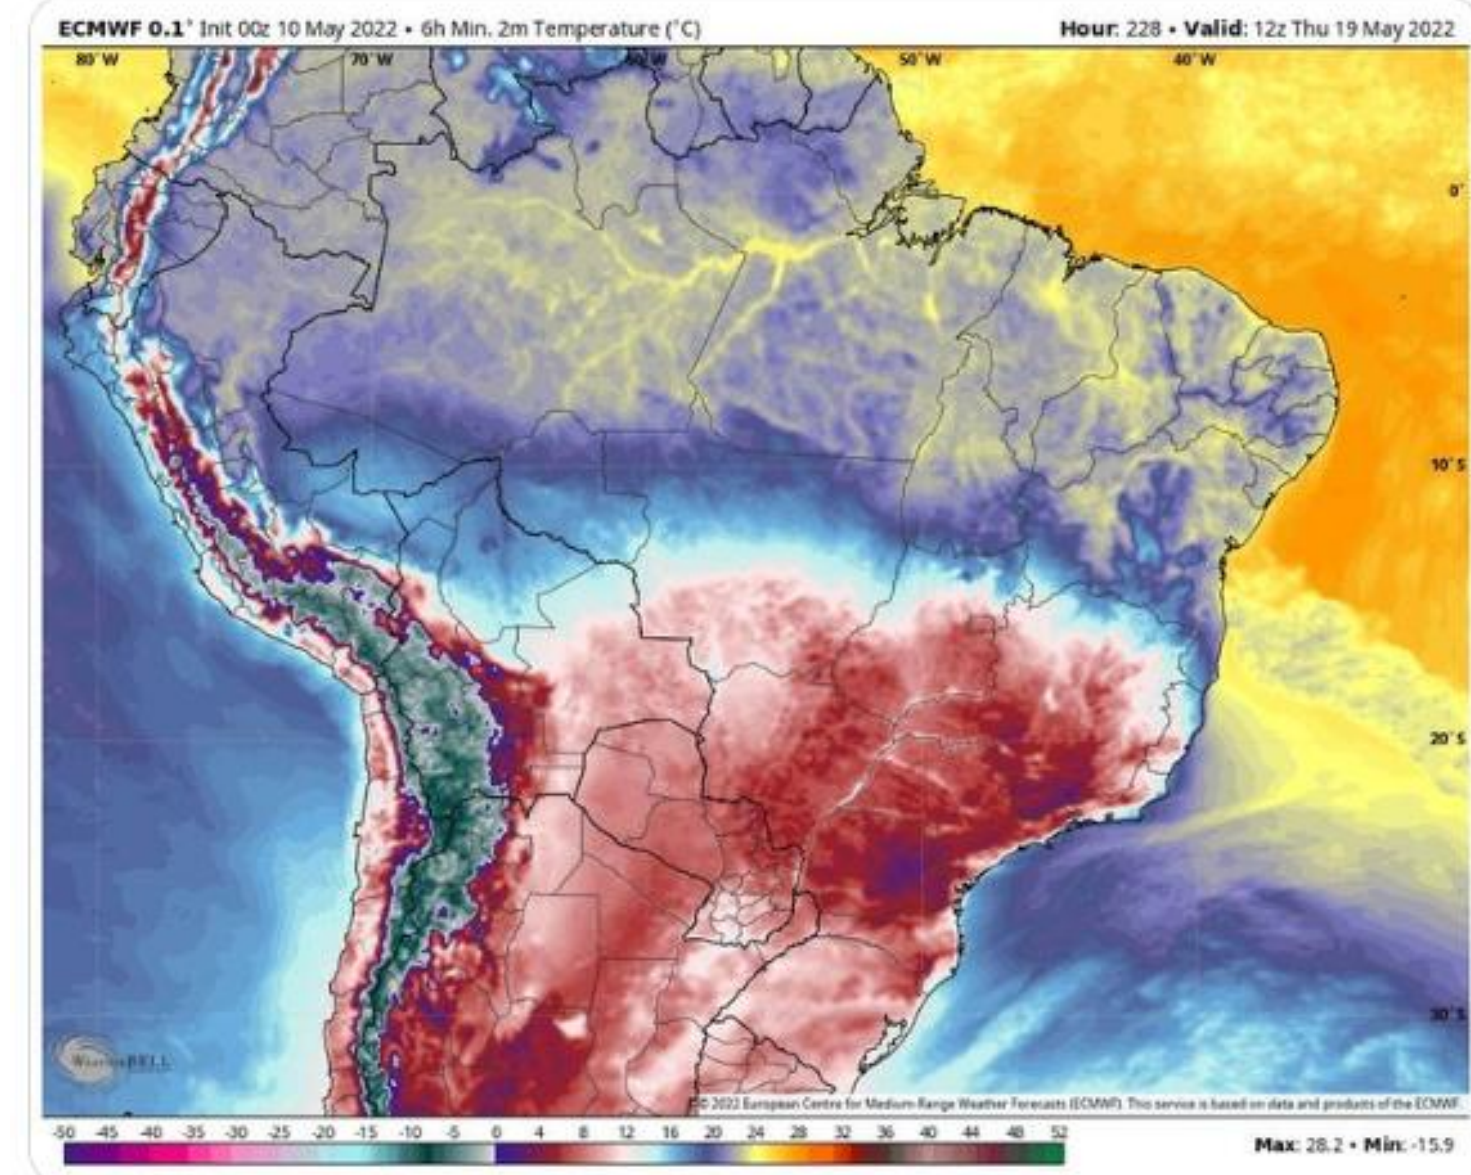 ECMWF 0.1° Init 00z 10 May 2022 • 6h Min. 2m Temperature (°C) Hour: 228 • Valid: 12z Thu 19 May 2022
80°W 70°W 60°W 50°W 40°W
0°
10°S
20°S
30°S
WeatherBELL
© 2022 European Centre for Medium-Range Weather Forecasts (ECMWF). This service is based on data and products of the ECMWF.
-50 -45 -40 -35 -30 -25 -20 -15 -10 -5 0 4 8 12 16 20 24 28 32 36 40 44 48 52
Max: 28.2 • Min: -15.9